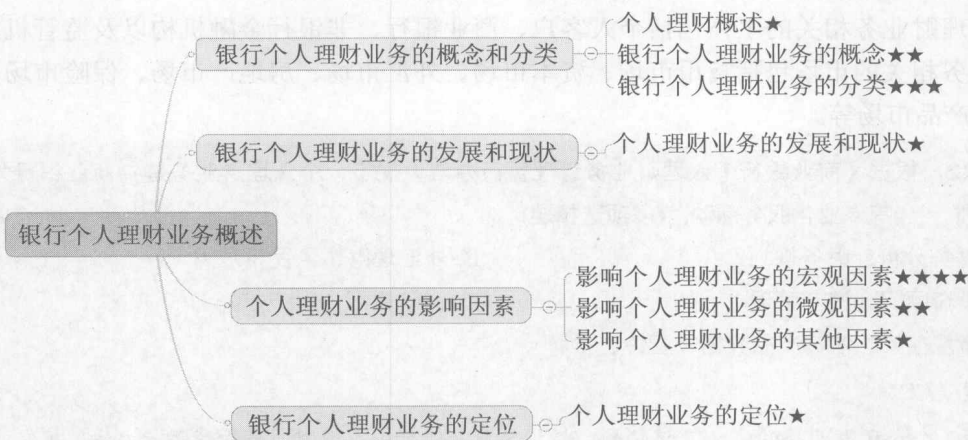 银行个人理财业务概述
银行个人理财业务的概念和分类
个人理财概述★
银行个人理财业务的概念★★
银行个人理财业务的分类★★★
银行个人理财业务的发展和现状
个人理财业务的发展和现状★
个人理财业务的影响因素
影响个人理财业务的宏观因素★★★★
影响个人理财业务的微观因素★★
影响个人理财业务的其他因素★
银行个人理财业务的定位
个人理财业务的定位★